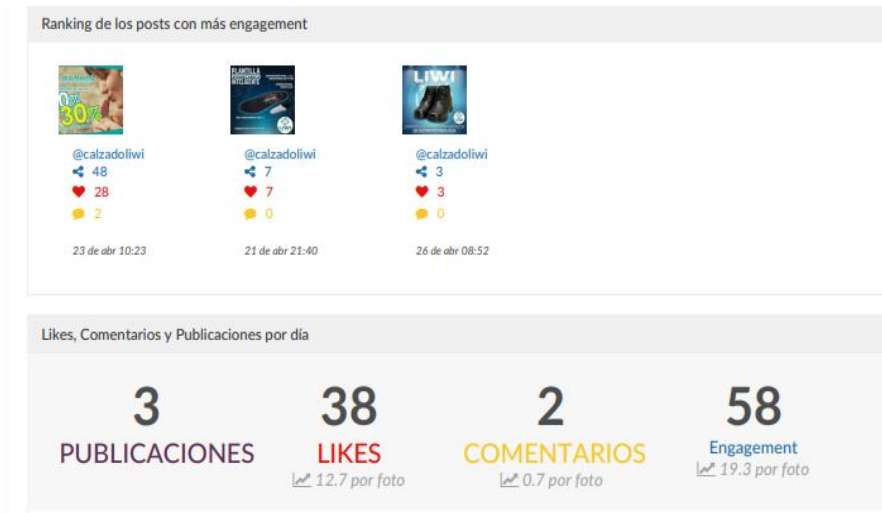 Ranking de los posts con más engagement
30%
PLANTILLA
INTELIGENTE
LIWI
@calzadoliwi
48
28
2
23 de abr 10:23
@calzadoliwi
7
7
0
21 de abr 21:40
@calzadoliwi
3
3
0
26 de abr 08:52
Likes, Comentarios y Publicaciones por día
3
PUBLICACIONES
38
LIKES
12.7 por foto
2
COMENTARIOS
0.7 por foto
58
Engagement
19.3 por foto